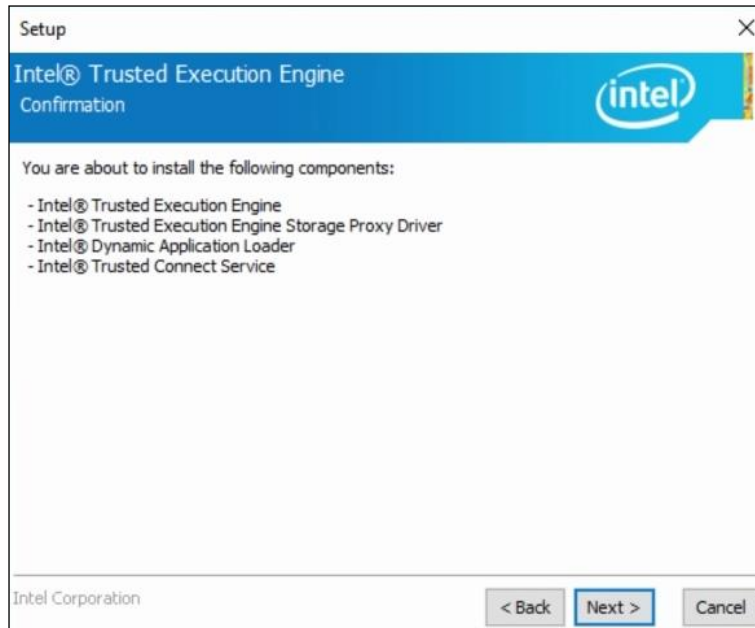 Setup
Intel® Trusted Execution Engine
Confirmation
intel
You are about to install the following components:
- Intel® Trusted Execution Engine
- Intel® Trusted Execution Engine Storage Proxy Driver
- Intel® Dynamic Application Loader
- Intel® Trusted Connect Service
Intel Corporation
< Back Next > Cancel